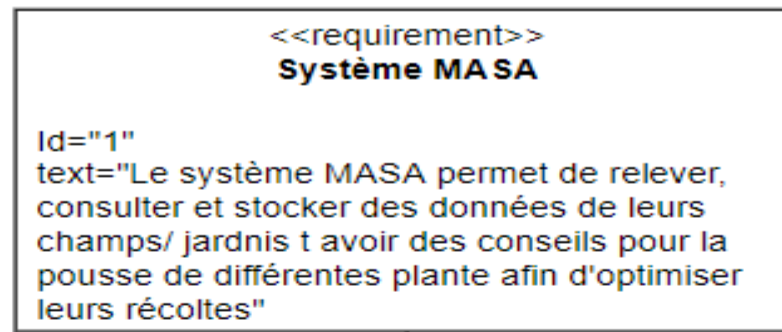 <<requirement>>
Système MASA
Id="1"
text="Le système MASA permet de relever,
consulter et stocker des données de leurs
champs/ jardnis t avoir des conseils pour la
pousse de différentes plante afin d'optimiser
leurs récoltes"